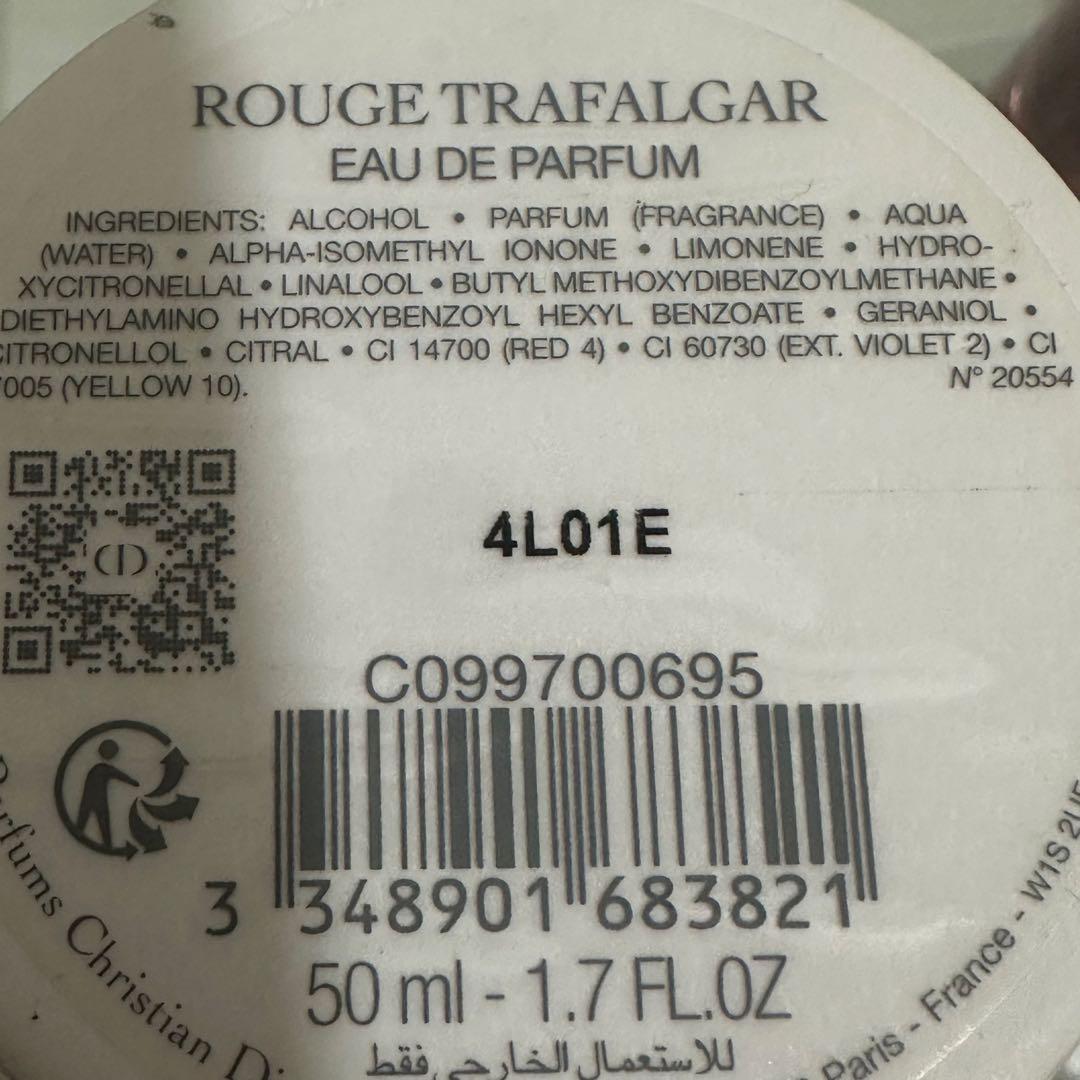 ROUGE TRAFALGAR
EAU DE PARFUM
INGREDIENTS: ALCOHOL • PARFUM (FRAGRANCE) • AQUA
(WATER) • ALPHA-ISOMETHYL IONONE • LIMONENE • HYDRO-
XYCITRONELLAL • LINALOOL • BUTYL METHOXYDIBENZOYLMETHANE •
DIETHYLAMINO HYDROXYBENZOYL HEXYL BENZOATE • GERANIOL •
CITRONELLOL • CITRAL • CI 14700 (RED 4) • CI 60730 (EXT. VIOLET 2) • CI
7005 (YELLOW 10).
N° 20554
4L01E
CD
C099700695
3 348901 683821
50 ml - 1.7 FL.OZ
للاستعمال الخارجي فقط
Parfums Christian
Paris - France - W1S